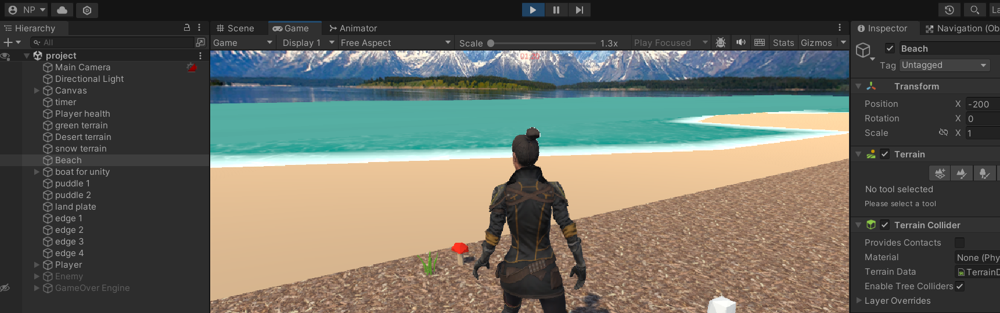 NP
Hierarchy
All
project
Main Camera
Directional Light
Canvas
timer
Player health
green terrain
Desert terrain
snow terrain
Beach
boat for unity
puddle 1
puddle 2
land plate
edge 1
edge 2
edge 3
edge 4
Player
Enemy
GameOver Engine
Scene Game Animator
Game Display 1 Free Aspect Scale 1.3x Play Focused Stats Gizmos
La
Inspector Navigation (Ob
Beach
Tag Untagged
Transform
Position X -200
Rotation X 0
Scale X 1
Terrain
No tool selected
Please select a tool
Terrain Collider
Provides Contacts
Material None (Phy
Terrain Data TerrainD
Enable Tree Colliders
Layer Overrides